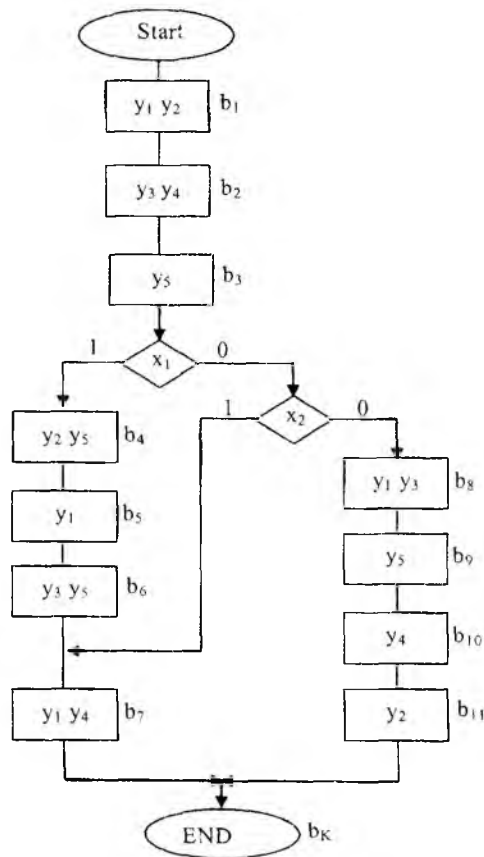 Start
y₁ y₂ b₁
y₃ y₄ b₂
y₅ b₃
1 x₁ 0
1 x₂ 0
y₂ y₅ b₄
y₁ y₃ b₈
y₁ b₅
y₅ b₉
y₃ y₅ b₆
y₄ b₁₀
y₁ y₄ b₇
y₂ b₁₁
END bK